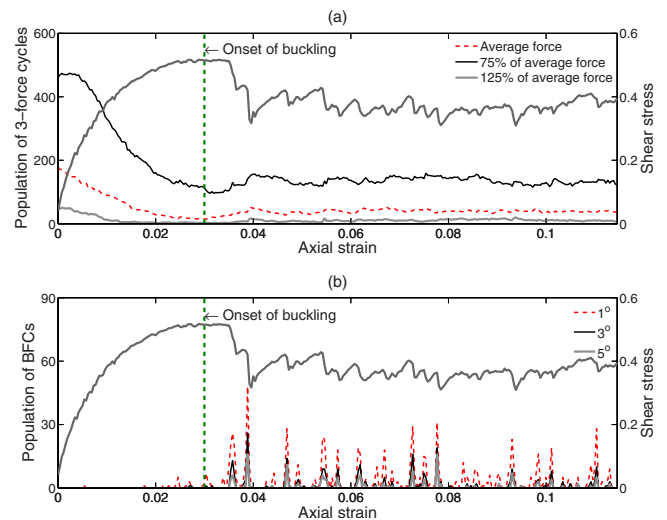 (a)
600
400
200
0
Population of 3−force cycles
← Onset of buckling
Average force
75% of average force
125% of average force
0.6
0.4
0.2
0
Shear stress
0 0.02 0.04 0.06 0.08 0.1
Axial strain
(b)
90
60
30
0
Population of BFCs
← Onset of buckling
1°
3°
5°
0.6
0.4
0.2
0
Shear stress
0 0.02 0.04 0.06 0.08 0.1
Axial strain